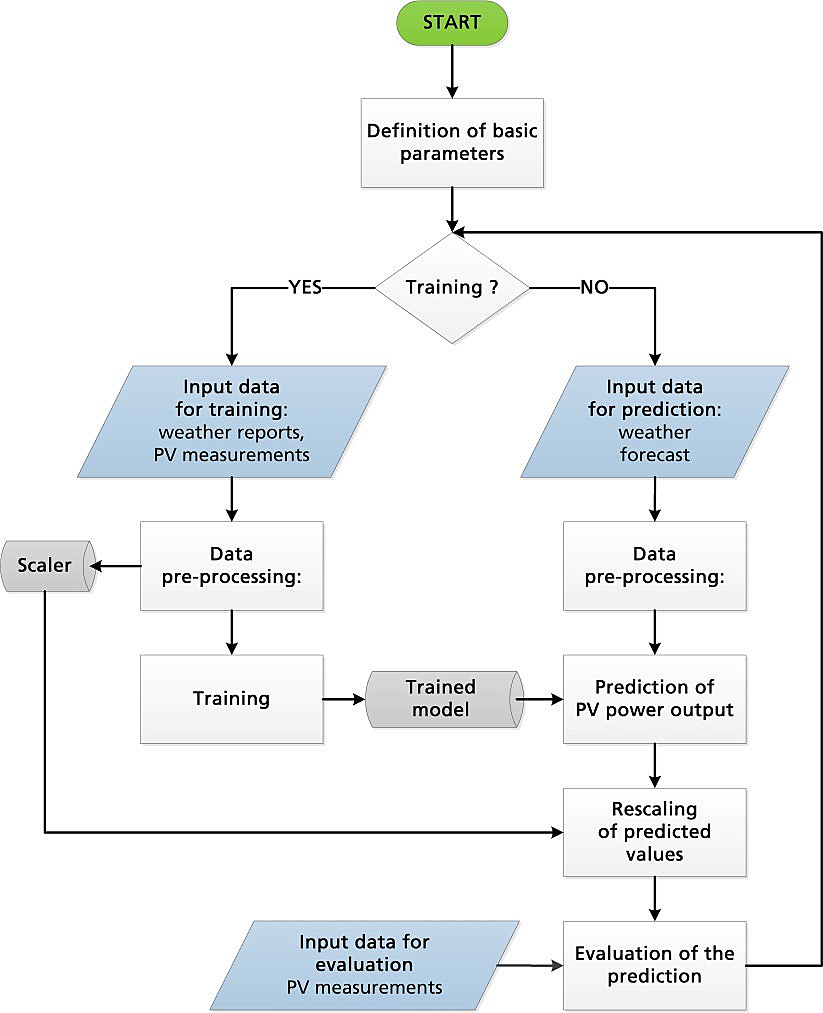 START
Definition of basic
parameters
Training ?
YES
NO
Input data
for training:
weather reports,
PV measurements
Input data
for prediction:
weather
forecast
Scaler
Data
pre-processing:
Data
pre-processing:
Training
Trained
model
Prediction of
PV power output
Rescaling
of predicted
values
Input data for
evaluation
PV measurements
Evaluation of the
prediction